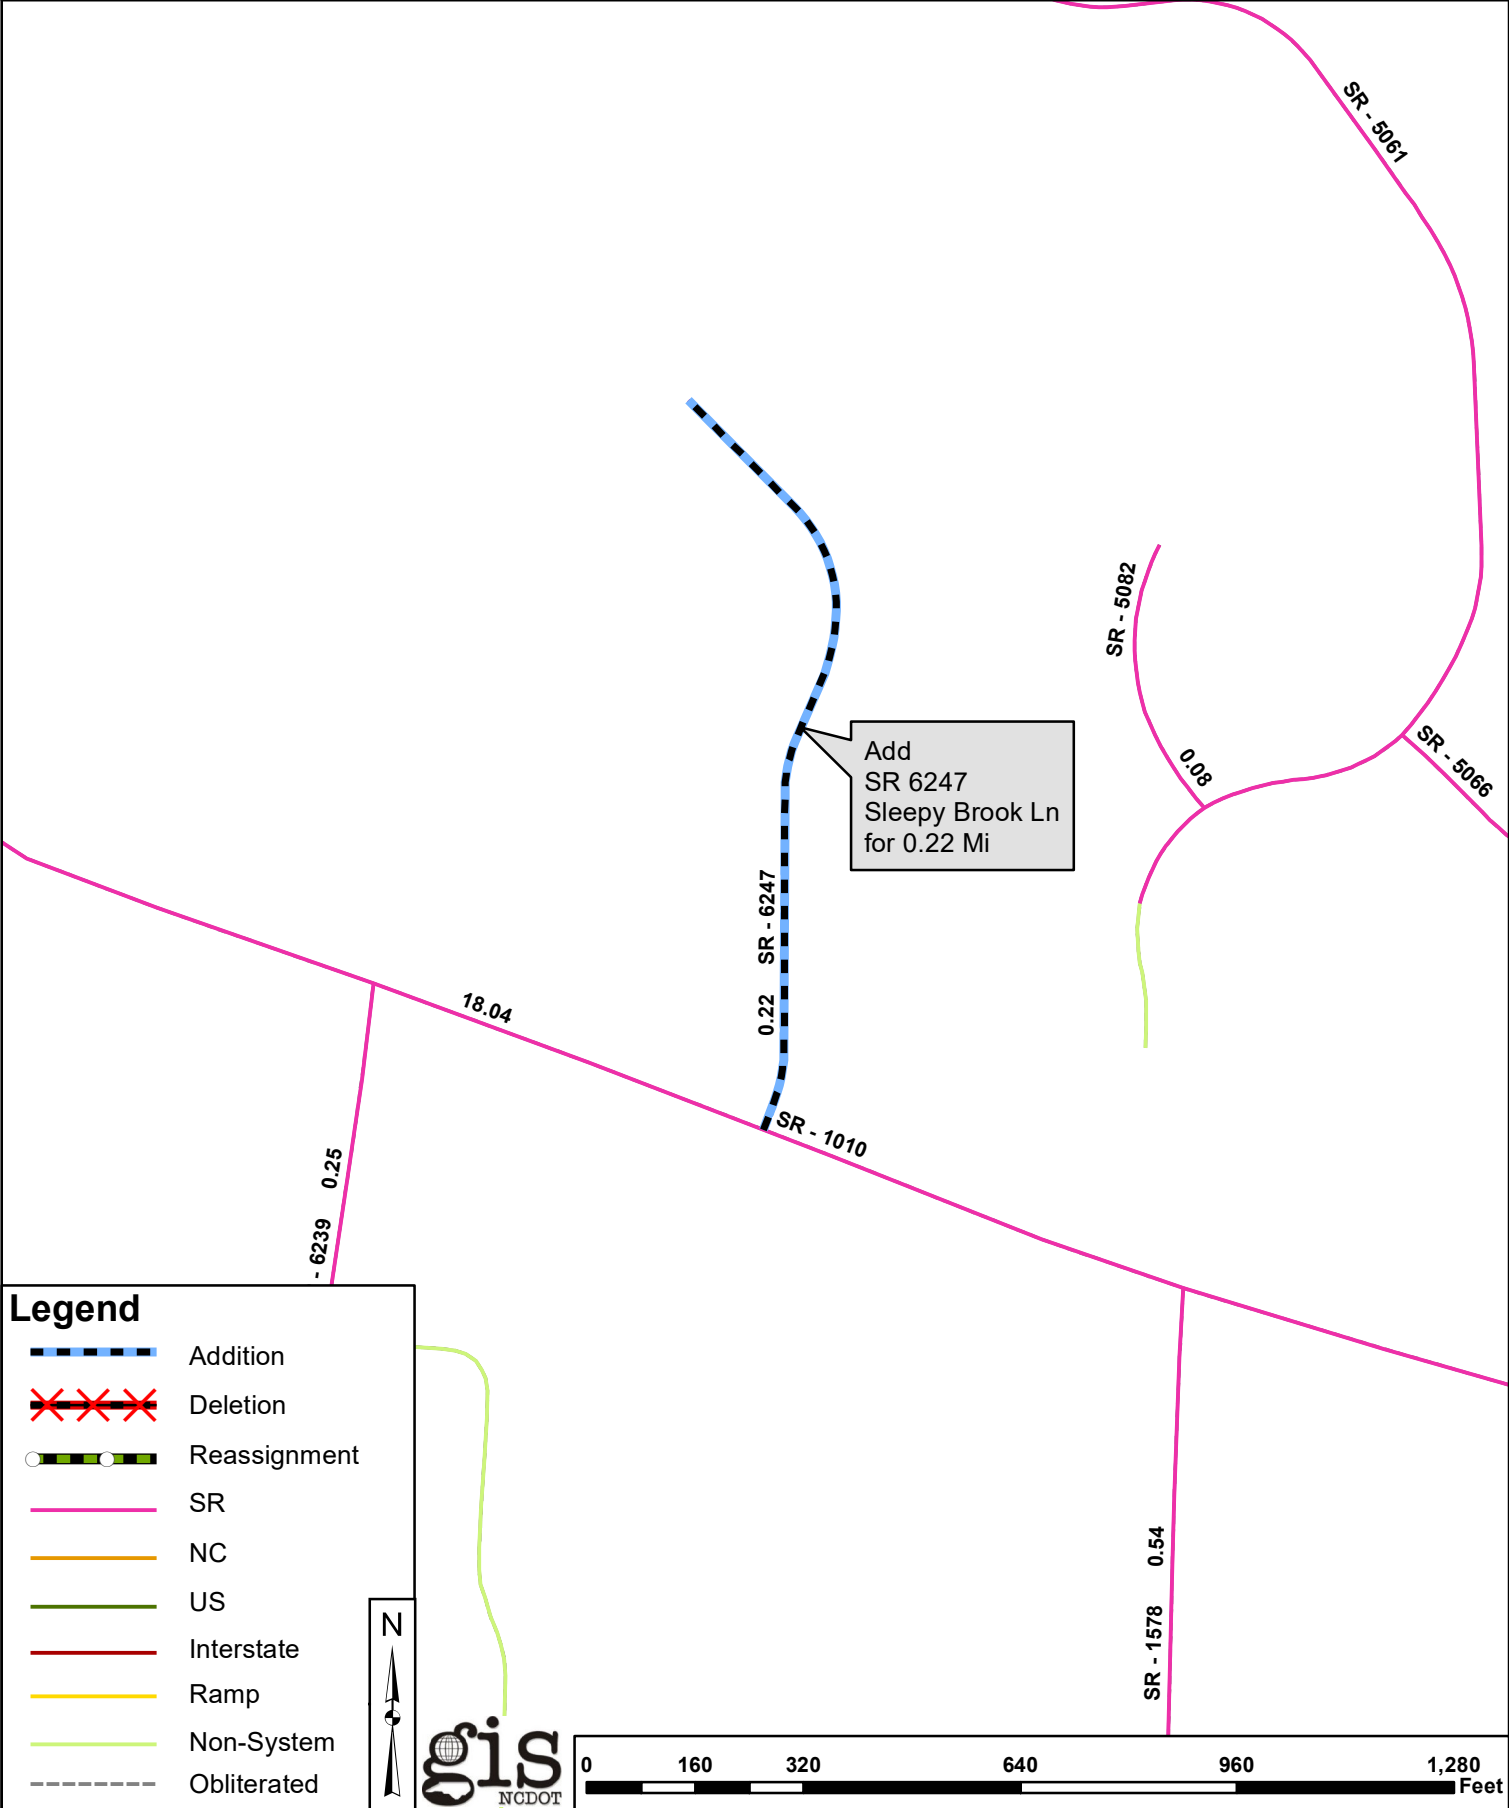 SR - 5061
SR - 5082
0.08
SR - 5066
Add
SR 6247
Sleepy Brook Ln
for 0.22 Mi
0.22 SR - 6247
18.04
SR - 1010
- 6239 0.25
SR - 1578 0.54
Legend
Addition
Deletion
Reassignment
SR
NC
US
Interstate
Ramp
Non-System
Obliterated
N
gis
NCDOT
0 160 320 640 960 1,280
Feet